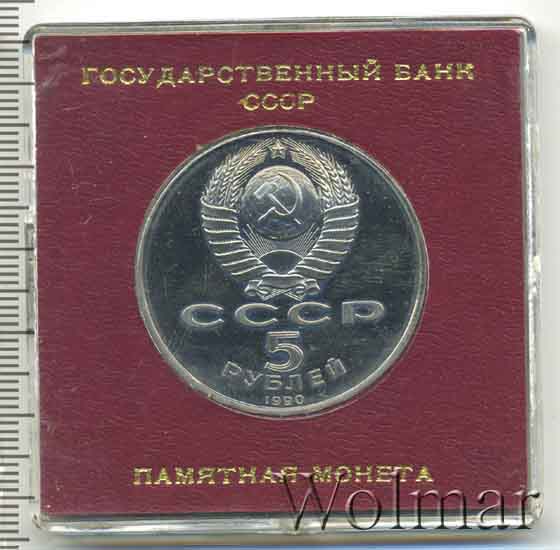 ГОСУДАРСТВЕННЫЙ БАНК
СССР
СССР
5
РУБЛЕЙ
1990
ПАМЯТНАЯ МОНЕТА
Wolmar